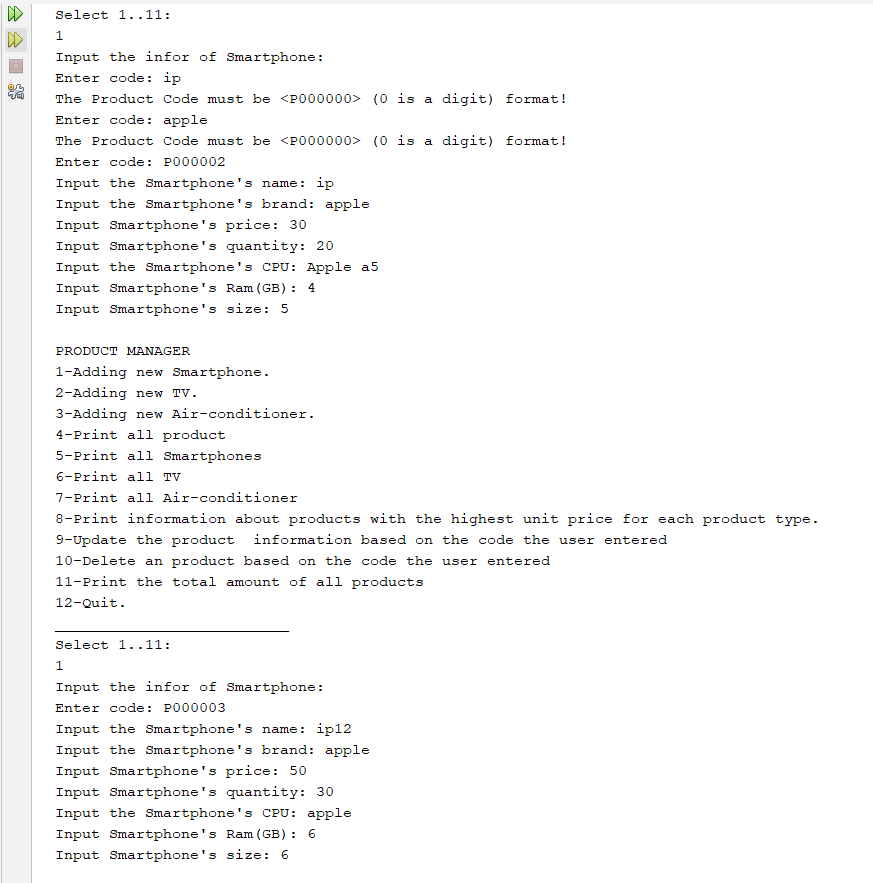 Select 1..11:
1
Input the infor of Smartphone:
Enter code: ip
The Product Code must be <P000000> (0 is a digit) format!
Enter code: apple
The Product Code must be <P000000> (0 is a digit) format!
Enter code: P000002
Input the Smartphone's name: ip
Input the Smartphone's brand: apple
Input Smartphone's price: 30
Input Smartphone's quantity: 20
Input the Smartphone's CPU: Apple a5
Input Smartphone's Ram(GB): 4
Input Smartphone's size: 5
PRODUCT MANAGER
1-Adding new Smartphone.
2-Adding new TV.
3-Adding new Air-conditioner.
4-Print all product
5-Print all Smartphones
6-Print all TV
7-Print all Air-conditioner
8-Print information about products with the highest unit price for each product type.
9-Update the product  information based on the code the user entered
10-Delete an product based on the code the user entered
11-Print the total amount of all products
12-Quit.
__________________________
Select 1..11:
1
Input the infor of Smartphone:
Enter code: P000003
Input the Smartphone's name: ip12
Input the Smartphone's brand: apple
Input Smartphone's price: 50
Input Smartphone's quantity: 30
Input the Smartphone's CPU: apple
Input Smartphone's Ram(GB): 6
Input Smartphone's size: 6